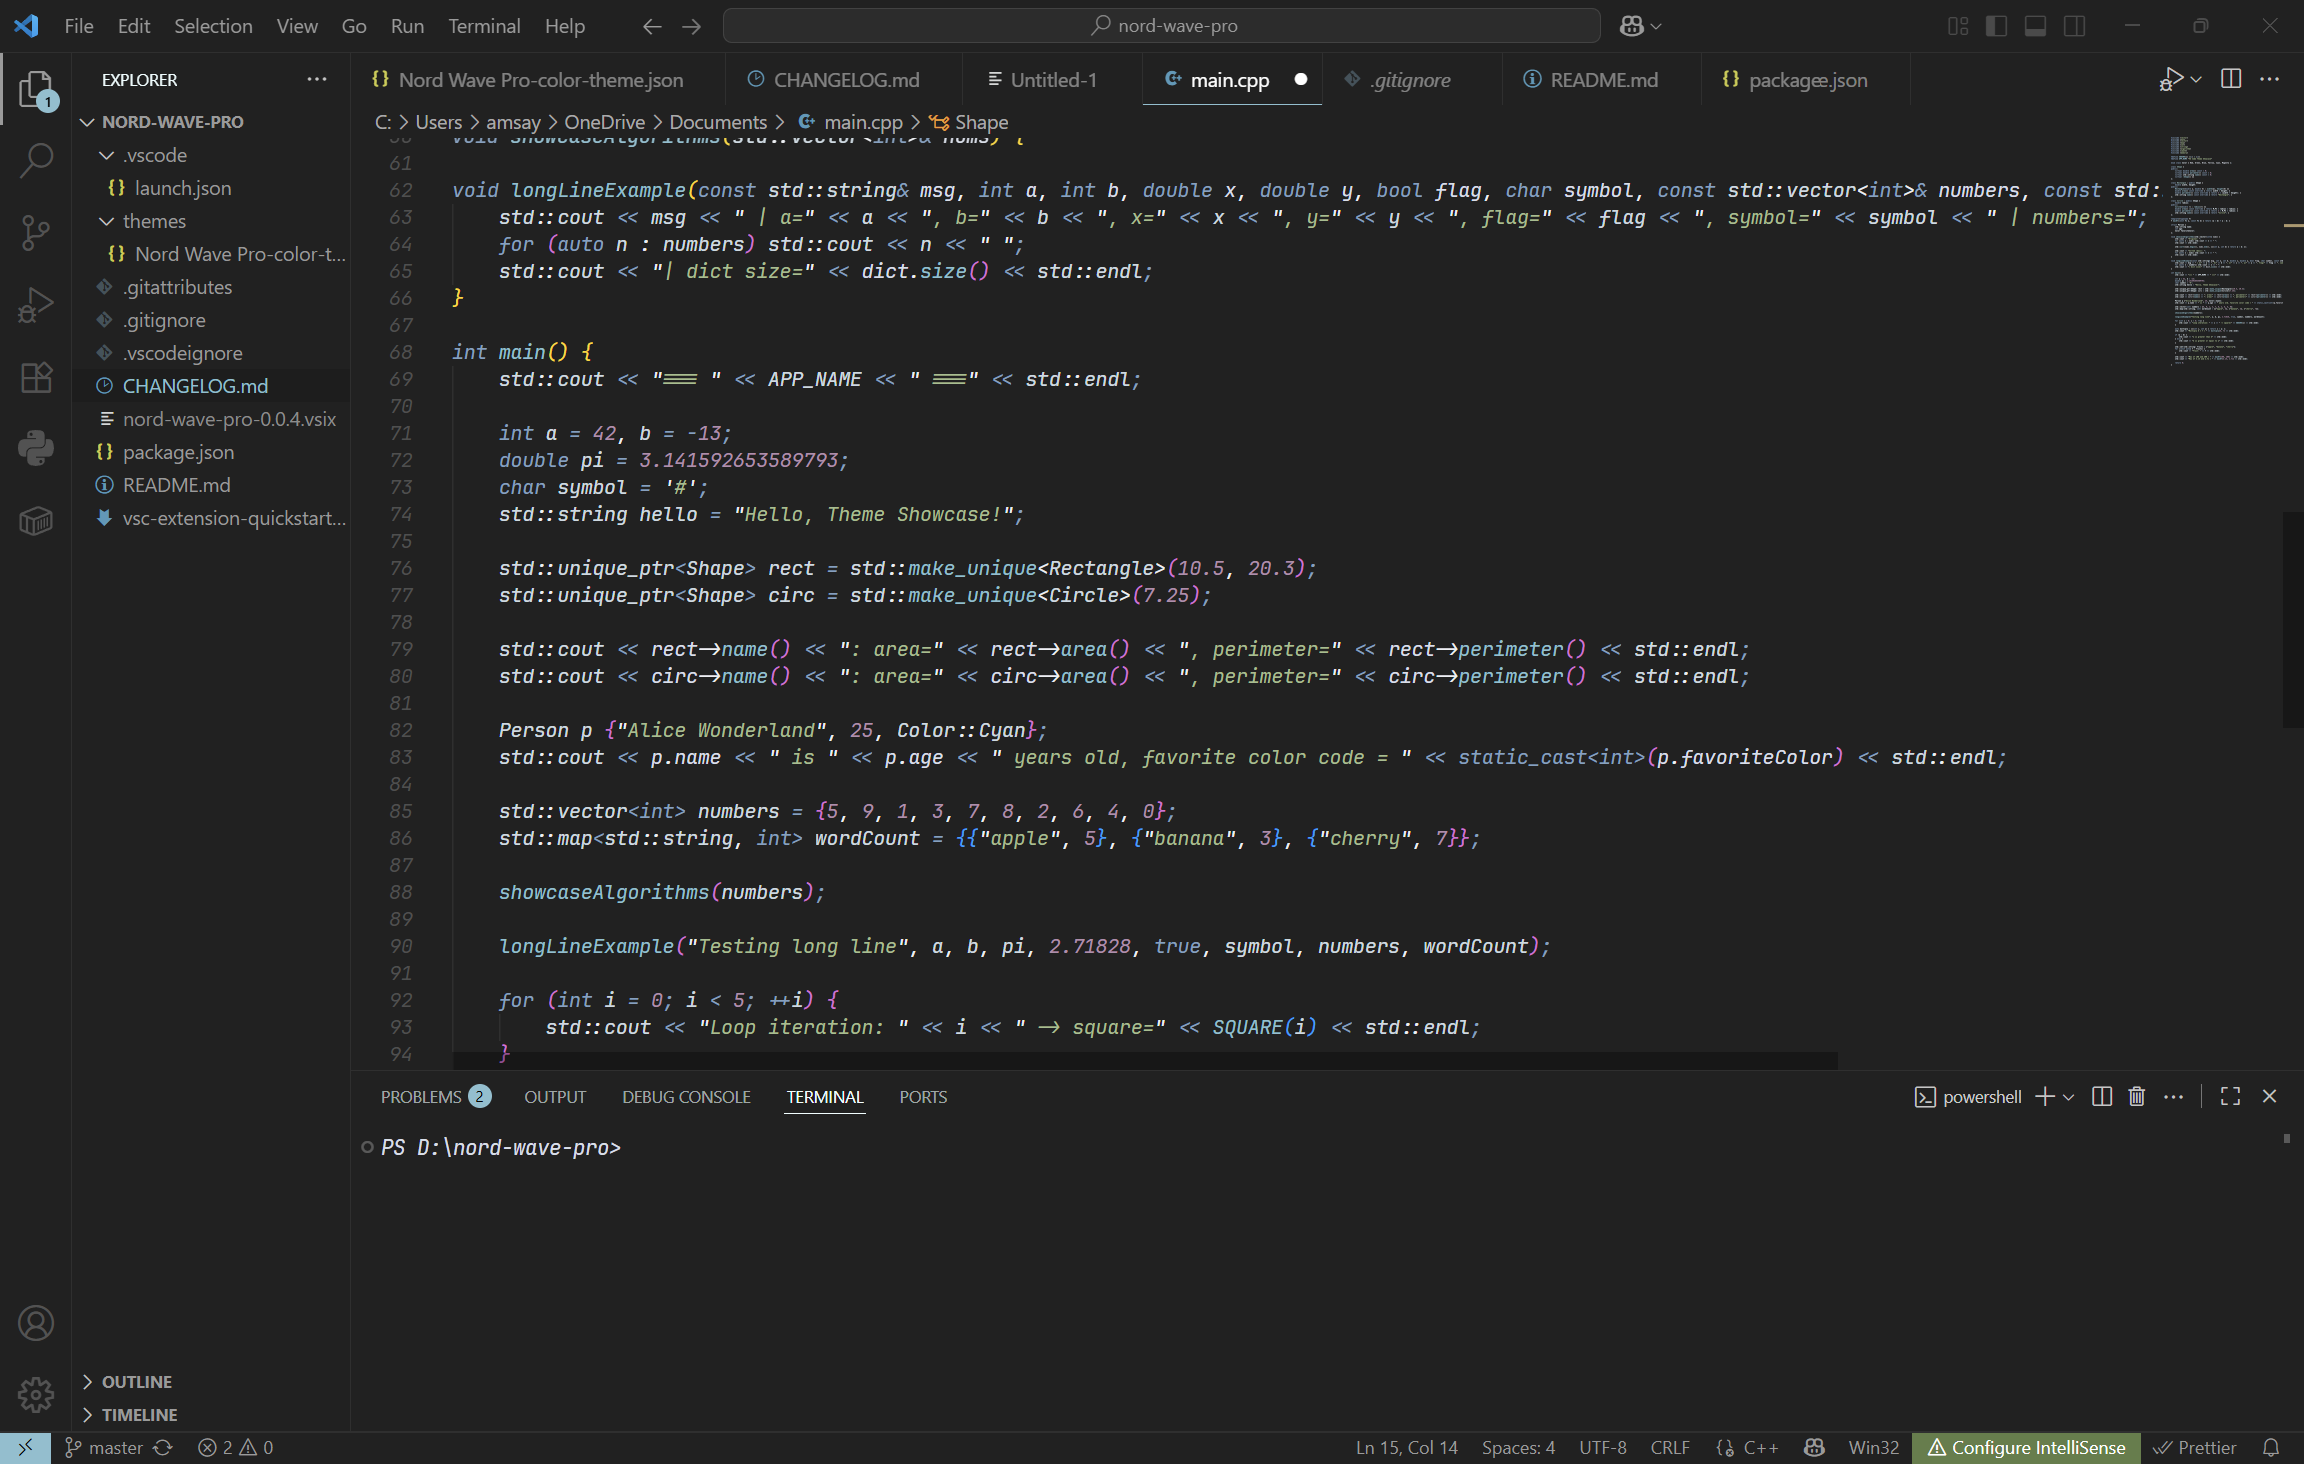 File Edit Selection View Go Run Terminal Help
nord-wave-pro
EXPLORER
1
NORD-WAVE-PRO
.vscode
launch.json
themes
Nord Wave Pro-color-t...
.gitattributes
.gitignore
.vscodeignore
CHANGELOG.md
nord-wave-pro-0.0.4.vsix
package.json
README.md
vsc-extension-quickstart...
OUTLINE
TIMELINE
Nord Wave Pro-color-theme.json CHANGELOG.md Untitled-1 main.cpp .gitignore README.md package.json
C: > Users > amsay > OneDrive > Documents > main.cpp > Shape
60 void showcaseAlgorithms(std::vector<int>& nums) {
61
62 void longLineExample(const std::string& msg, int a, int b, double x, double y, bool flag, char symbol, const std::vector<int>& numbers, const std::
63 std::cout << msg << " | a=" << a << ", b=" << b << ", x=" << x << ", y=" << y << ", flag=" << flag << ", symbol=" << symbol << " | numbers=";
64 for (auto n : numbers) std::cout << n << " ";
65 std::cout << "| dict size=" << dict.size() << std::endl;
66 }
67
68 int main() {
69 std::cout << "=== " << APP_NAME << " ===" << std::endl;
70
71 int a = 42, b = -13;
72 double pi = 3.141592653589793;
73 char symbol = '#';
74 std::string hello = "Hello, Theme Showcase!";
75
76 std::unique_ptr<Shape> rect = std::make_unique<Rectangle>(10.5, 20.3);
77 std::unique_ptr<Shape> circ = std::make_unique<Circle>(7.25);
78
79 std::cout << rect->name() << ": area=" << rect->area() << ", perimeter=" << rect->perimeter() << std::endl;
80 std::cout << circ->name() << ": area=" << circ->area() << ", perimeter=" << circ->perimeter() << std::endl;
81
82 Person p {"Alice Wonderland", 25, Color::Cyan};
83 std::cout << p.name << " is " << p.age << " years old, favorite color code = " << static_cast<int>(p.favoriteColor) << std::endl;
84
85 std::vector<int> numbers = {5, 9, 1, 3, 7, 8, 2, 6, 4, 0};
86 std::map<std::string, int> wordCount = {{"apple", 5}, {"banana", 3}, {"cherry", 7}};
87
88 showcaseAlgorithms(numbers);
89
90 longLineExample("Testing long line", a, b, pi, 2.71828, true, symbol, numbers, wordCount);
91
92 for (int i = 0; i < 5; ++i) {
93 std::cout << "Loop iteration: " << i << " -> square=" << SQUARE(i) << std::endl;
94 }
PROBLEMS 2 OUTPUT DEBUG CONSOLE TERMINAL PORTS
powershell
PS D:\nord-wave-pro>
master 2 0
Ln 15, Col 14 Spaces: 4 UTF-8 CRLF C++ Win32 Configure IntelliSense Prettier